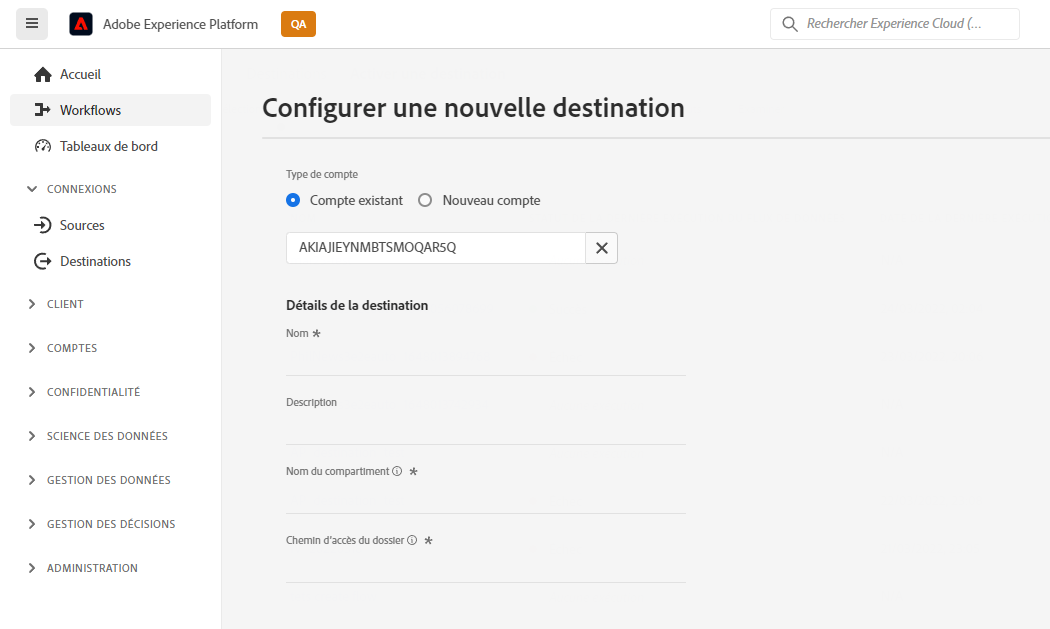 Adobe Experience Platform
QA
Rechercher Experience Cloud (...
Accueil
Workflows
Tableaux de bord
CONNEXIONS
Sources
Destinations
CLIENT
COMPTES
CONFIDENTIALITÉ
SCIENCE DES DONNÉES
GESTION DES DONNÉES
GESTION DES DÉCISIONS
ADMINISTRATION
Configurer une nouvelle destination
Type de compte
Compte existant Nouveau compte
AKIAJIEYNMBTSMOQAR5Q
Détails de la destination
Nom *
Description
Nom du compartiment *
Chemin d'accès du dossier *